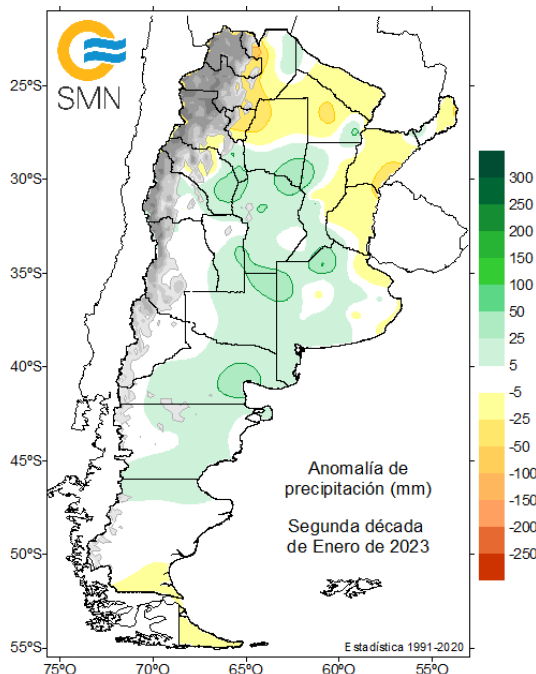 SMN
25ºS
30ºS
35ºS
40ºS
45ºS
50ºS
55ºS
75ºO
70ºO
65ºO
60ºO
55ºO
300
250
200
150
100
50
25
5
-5
-25
-50
-100
-150
-200
-250
Anomalía de
precipitación (mm)
Segunda década
de Enero de 2023
Estadística 1991-2020